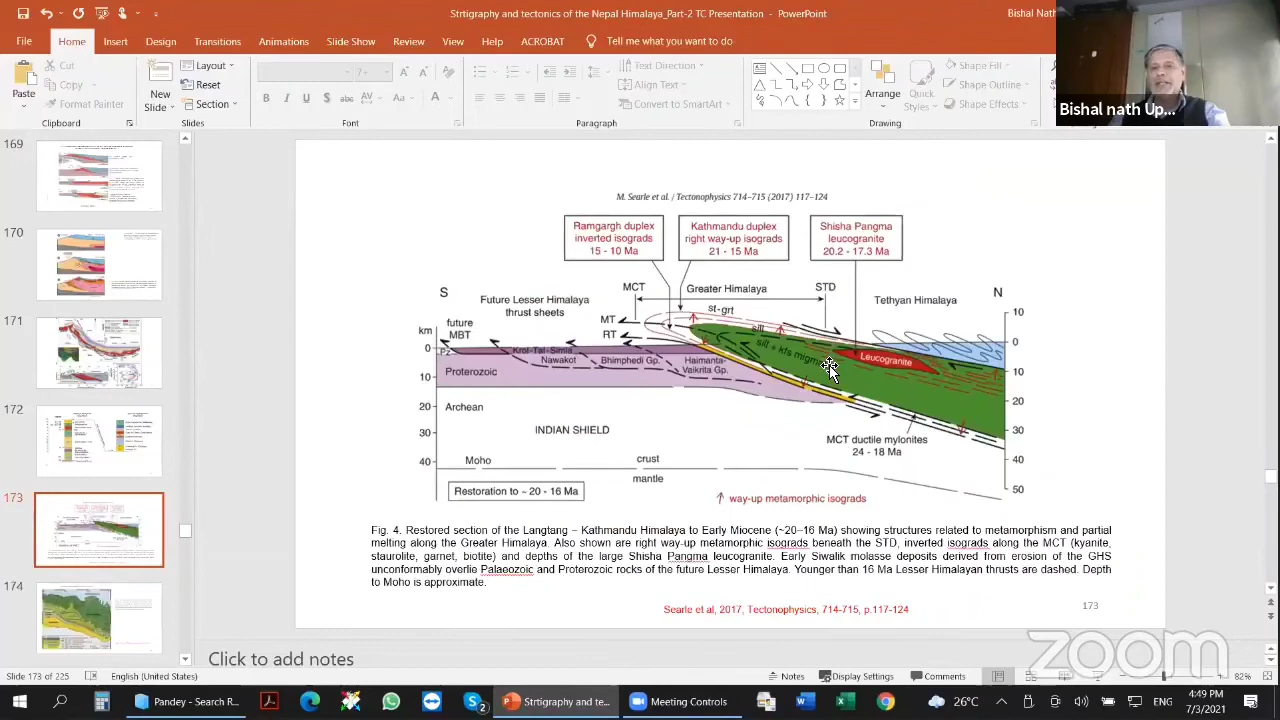 Strtigraphy and tectonics of the Nepal Himalaya_Part-2 TC - PowerPoint
Bishal Nath
File
Home
Insert
Design
Transitions
Animations
Slide Show
Review
View
Help
ACROBAT
Tell me what you want to do
Paste
Cut
Copy
Format Painter
Clipboard
New
Slide
Layout
Reset
Section
Slides
B I U S abc AV Aa A
Font
Text Direction
Align Text
Convert to SmartArt
Paragraph
Arrange
Quick
Styles
Shape Fill
Shape Outline
Shape Effects
Drawing
Bishal nath Up...
169
170
171
172
173
174
M. Searle et al. / Tectonophysics 714–715 (2017) 117–124
Ramgargh duplex
inverted isograds
15 - 10 Ma
Kathmandu duplex
right way-up isograds
21 - 15 Ma
Shisha Pangma
leucogranite
20.2 - 17.3 Ma
S
Future Lesser Himalaya
thrust sheets
MCT
Greater Himalaya
STD
Tethyan Himalaya
N
future
MBT
MT
RT
st-grt
sill
sill + kfs migm
Leucogranite
km
0
10
20
30
40
10
0
10
20
30
40
50
Pz
Krol-Tal-Simla
Nawakot
Bhimphedi Gp.
Haimanta-
Vaikrita Gp.
Proterozoic
Archean
INDIAN SHIELD
MCT ductile mylonites
24 - 18 Ma
Moho
crust
mantle
Restoration to ~ 20 - 16 Ma
way-up metamorphic isograds
Fig. 4. Restored section of the Langtang – Kathmandu Himalaya to Early Miocene (~20–16 Ma) showing structures related to metamorphism and partial
melting along the Greater Himalaya. Also shown are right way-up metamorphic isograds beneath the STD, inverted isograds along the MCT (kyanite,
staurolite, garnet, biotite) and depths of the large Shisha Pangma leucogranite. Early Siwalik molasse deposits derived from erosion of the GHS
unconformably overlie Palaeozoic and Proterozoic rocks of the future Lesser Himalaya. Younger than 16 Ma Lesser Himalayan thrusts are dashed. Depth
to Moho is approximate.
Searle et al, 2017, Tectonophysics, 714-715, p.117-124
173
zoom
Click to add notes
Slide 173 of 225
English (United States)
Notes
Display Settings
Comments
82%
Pandey - Search R...
Strtigraphy and te...
Meeting Controls
26°C
ENG
4:49 PM
7/3/2021